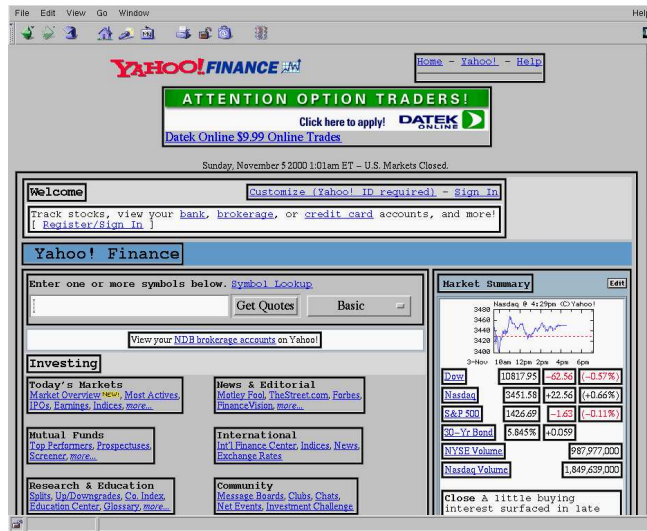 File Edit View Go Window Help
YAHOO! FINANCE
Home - Yahoo! - Help
ATTENTION OPTION TRADERS!
Click here to apply! DATEK ONLINE
Datek Online $9.99 Online Trades
Sunday, November 5 2000 1:01am ET - U.S. Markets Closed.
Welcome
Customize (Yahoo! ID required) - Sign In
Track stocks, view your bank, brokerage, or credit card accounts, and more!
[ Register/Sign In ]
Yahoo! Finance
Enter one or more symbols below. Symbol Lookup
Get Quotes Basic
View your NDB brokerage accounts on Yahoo!
Investing
Today's Markets
Market Overview NEW!, Most Actives,
IPOs, Earnings, Indices, more...
News & Editorial
Motley Fool, TheStreet.com, Forbes,
FinanceVision, more...
Mutual Funds
Top Performers, Prospectuses,
Screener, more...
International
Int'l Finance Center, Indices, News,
Exchange Rates
Research & Education
Splits, Up/Downgrades, Co. Index,
Education Center, Glossary, more...
Community
Message Boards, Clubs, Chats,
Net Events, Investment Challenge
Market Summary Edit
Nasdaq @ 4:29pm (C)Yahoo!
3480
3460
3440
3420
3400
3-Nov 10am 12pm 2pm 4pm 6pm
Dow 10817.95 -62.56 (-0.57%)
Nasdaq 3451.58 +22.56 (+0.66%)
S&P 500 1426.69 -1.63 (-0.11%)
30-Yr Bond 5.845% +0.059
NYSE Volume 987,977,000
Nasdaq Volume 1,849,639,000
Close A little buying
interest surfaced in late